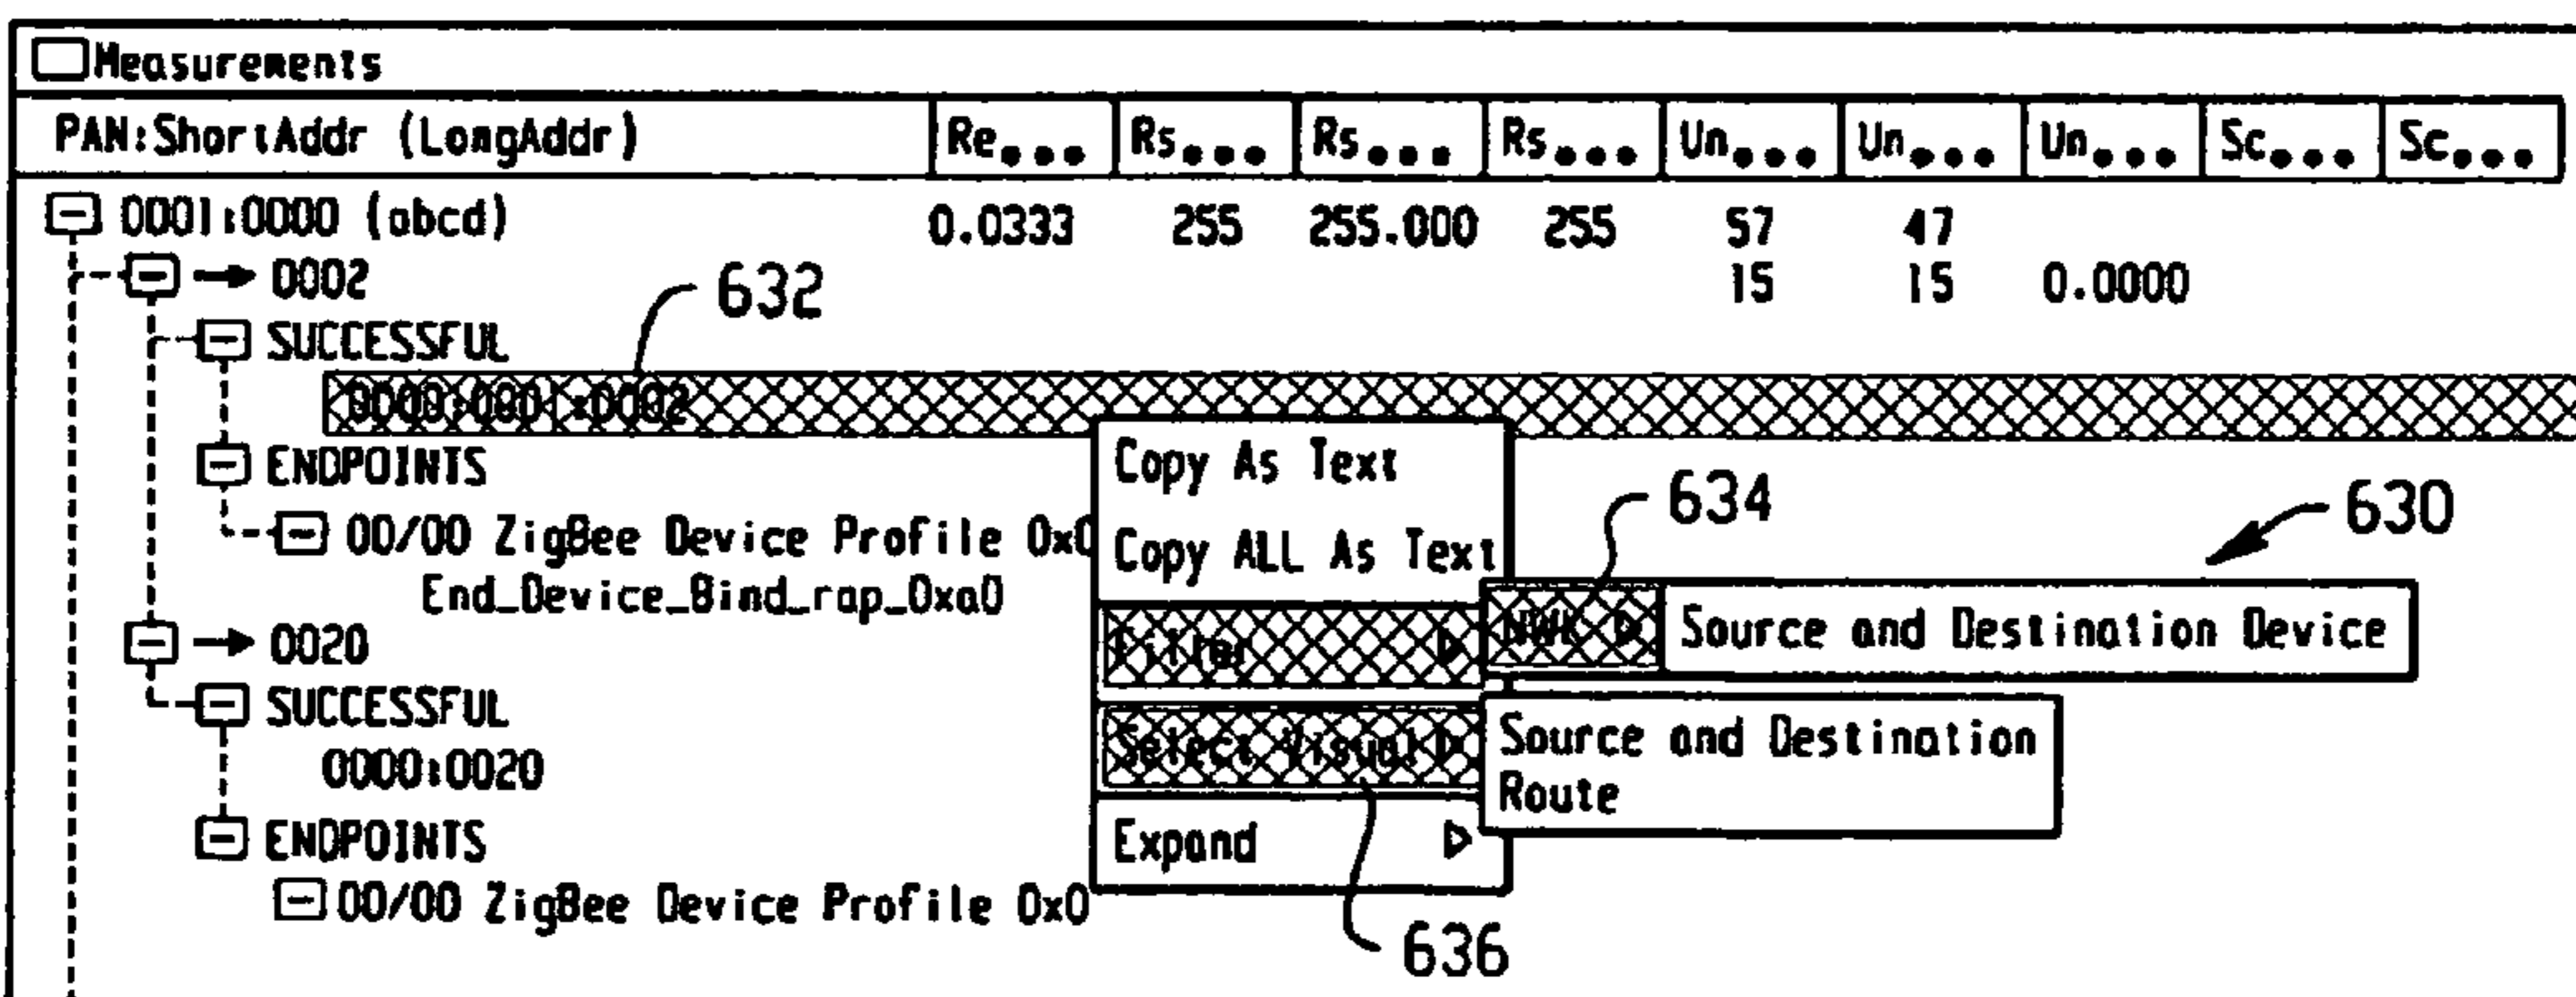 Measurements
PAN:ShortAddr (LongAddr) Re... Rs... Rs... Rs... Un... Un... Un... Sc... Sc...
0001:0000 (abcd) 0.0333 255 255.000 255 57 47
0002 15 15 0.0000
632
SUCCESSFUL
0000:0001:0002
ENDPOINTS
Copy As Text
634
630
00/00 ZigBee Device Profile 0x0
Copy ALL As Text
End_Device_Bind_rap_0xa0
0020
Filter
NWK
Source and Destination Device
SUCCESSFUL
Select Visual
Source and Destination
Route
0000:0020
ENDPOINTS
Expand
00/00 ZigBee Device Profile 0x0
636